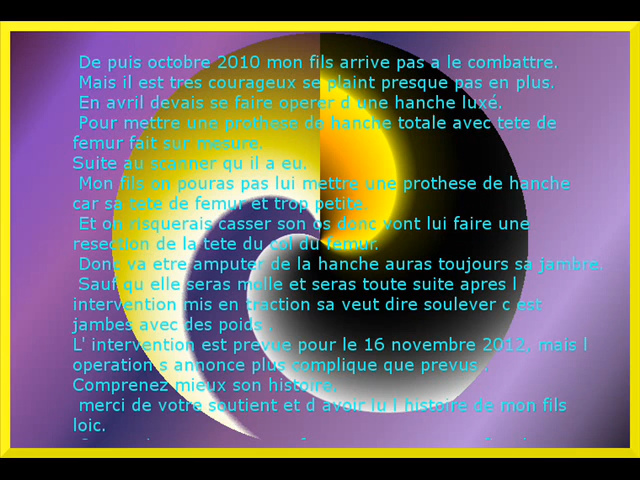 De puis octobre 2010 mon fils arrive pas a le combattre.
Mais il est tres courageux se plaint presque pas en plus.
En avril devais se faire operer d une hanche luxé.
Pour mettre une prothese de hanche totale avec tete de
femur fait sur mesure.
Suite au scanner qu il a eu.
Mon fils on pouras pas lui mettre une prothese de hanche
car sa tete de femur et trop petite.
Et on risquerais casser son os donc vont lui faire une
resection de la tete du col du femur.
Donc va etre amputer de la hanche auras toujours sa jambre.
Sauf qu elle seras molle et seras toute suite apres l
intervention mis en traction sa veut dire soulever c est
jambes avec des poids .
L' intervention est prevue pour le 16 novembre 2012, mais l
operation s annonce plus complique que prevus .
Comprenez mieux son histoire.
merci de votre soutient et d avoir lu l histoire de mon fils
loic.